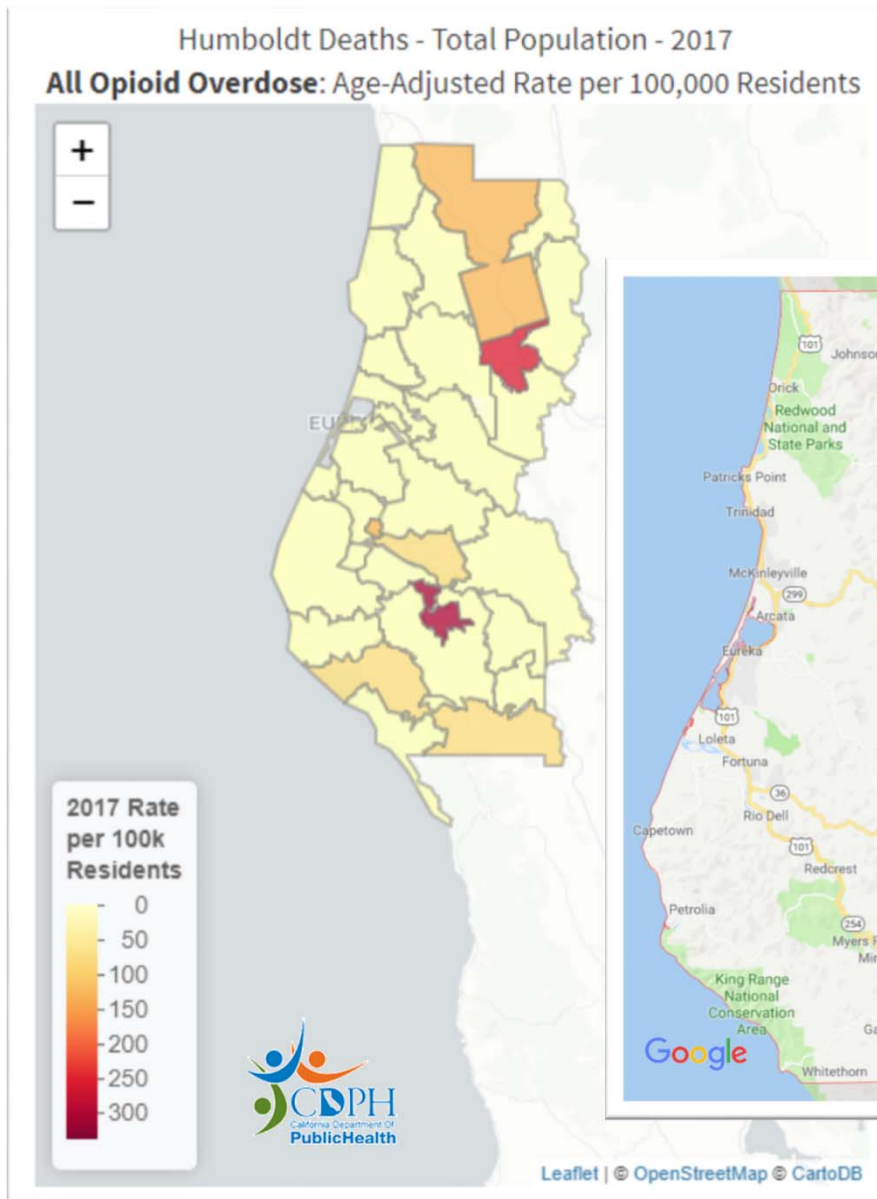 Humboldt Deaths - Total Population - 2017
All Opioid Overdose: Age-Adjusted Rate per 100,000 Residents
+
−
2017 Rate
per 100k
Residents
0
50
100
150
200
250
300
CDPH
California Department Of
PublicHealth
Leaflet | © OpenStreetMap © CartoDB
101
Orick
Redwood
National and
State Parks
Patricks Point
Trinidad
McKinleyville
299
Arcata
Eureka
101
Loleta
Fortuna
36
Rio Dell
Capetown
101
Redcrest
Petrolia
254
King Range
National
Conservation
Area
Google
Whitethorn